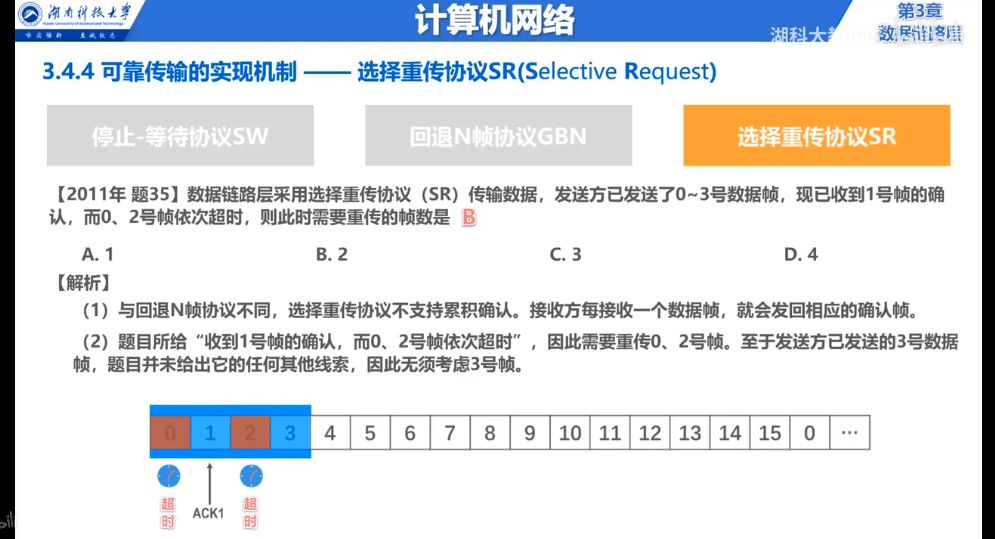 湖南科技大学
Hunan University of Science and Technology
唯实惟新 至诚致志
计算机网络
第3章
湖科大教
3.4.4 可靠传输的实现机制 —— 选择重传协议SR(Selective Request)
停止-等待协议SW
回退N帧协议GBN
选择重传协议SR
【2011年 题35】数据链路层采用选择重传协议（SR）传输数据，发送方已发送了0~3号数据帧，现已收到1号帧的确
认，而0、2号帧依次超时，则此时需要重传的帧数是 B
A. 1 B. 2 C. 3 D. 4
【解析】
（1）与回退N帧协议不同，选择重传协议不支持累积确认。接收方每接收一个数据帧，就会发回相应的确认帧。
（2）题目所给“收到1号帧的确认，而0、2号帧依次超时”，因此需要重传0、2号帧。至于发送方已发送的3号数据
帧，题目并未给出它的任何其他线索，因此无须考虑3号帧。
0 1 2 3 4 5 6 7 8 9 10 11 12 13 14 15 0 ···
超时 ACK1 超时